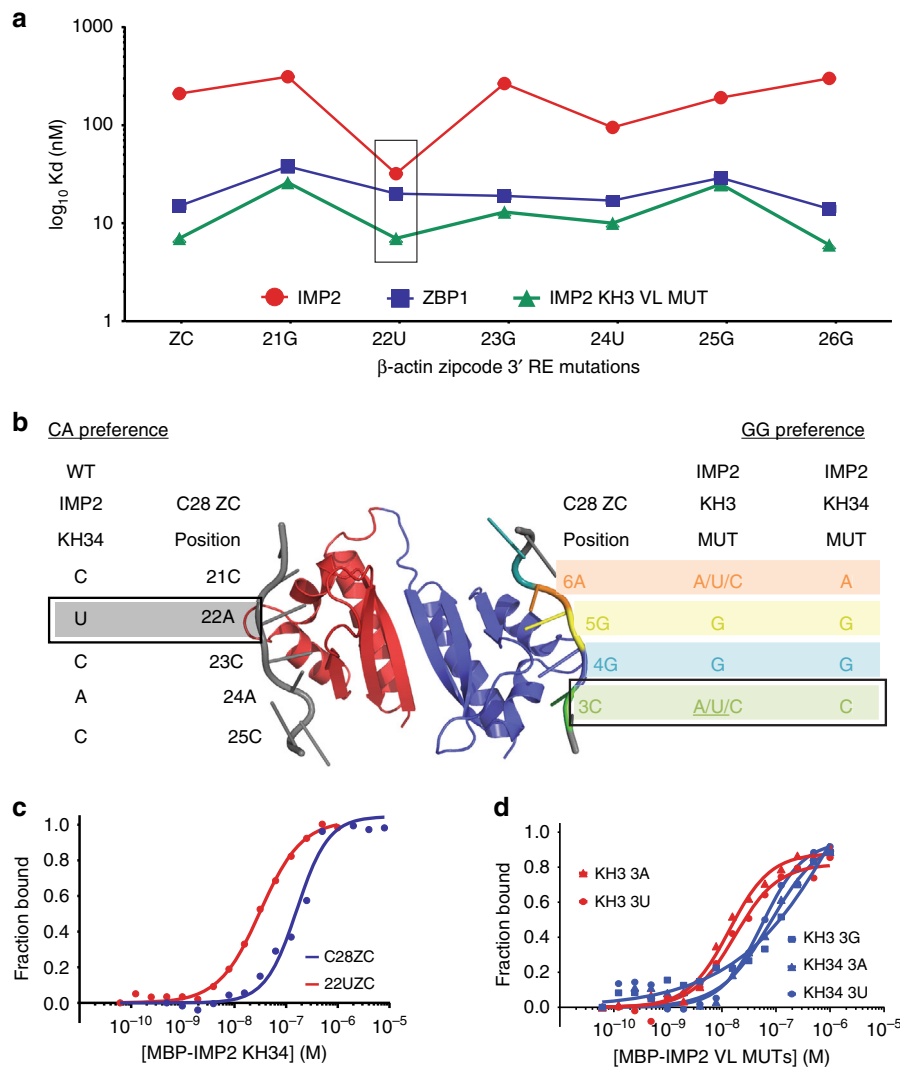 a
1000
100
10
1
log10 Kd (nM)
IMP2 ZBP1 IMP2 KH3 VL MUT
ZC 21G 22U 23G 24U 25G 26G
β-actin zipcode 3′ RE mutations
b
CA preference
GG preference
WT
IMP2
KH34
C28 ZC
Position
C 21C
U 22A
C 23C
A 24A
C 25C
C28 ZC
Position
IMP2
KH3
MUT
IMP2
KH34
MUT
6A A/U/C A
5G G G
4G G G
3C A/U/C C
c
1.0
0.8
0.6
0.4
0.2
0.0
Fraction bound
C28ZC
22UZC
10−10 10−9 10−8 10−7 10−6 10−5
[MBP-IMP2 KH34] (M)
d
1.0
0.8
0.6
0.4
0.2
0.0
Fraction bound
KH3 3A
KH3 3U
KH3 3G
KH34 3A
KH34 3U
10−10 10−9 10−8 10−7 10−6 10−5
[MBP-IMP2 VL MUTs] (M)